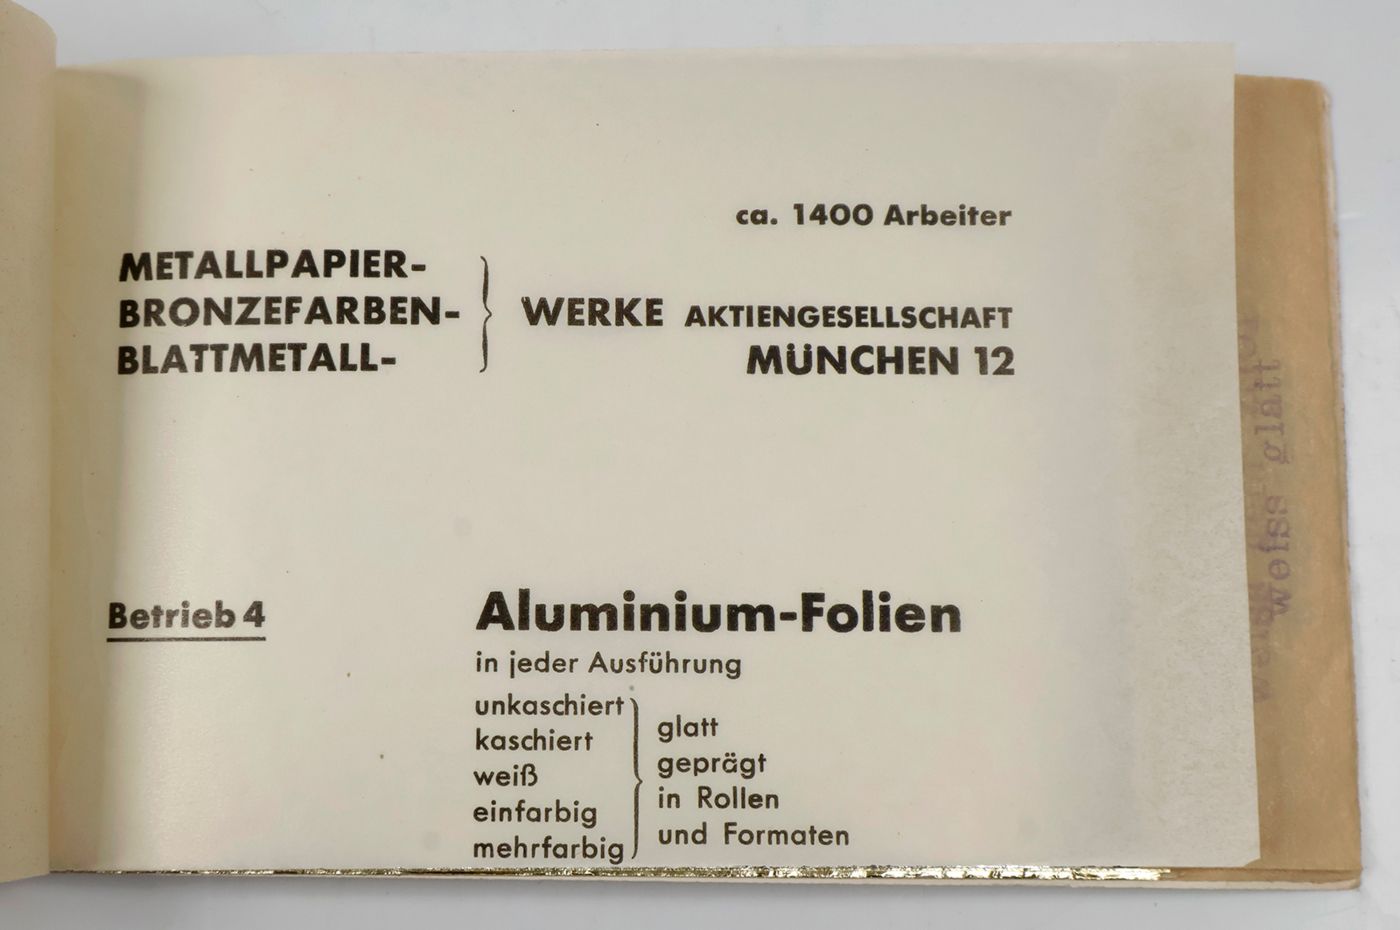 ca. 1400 Arbeiter
METALLPAPIER-
BRONZEFARBEN-
BLATTMETALL-
WERKE AKTIENGESELLSCHAFT
MÜNCHEN 12
Betrieb 4
Aluminium-Folien
in jeder Ausführung
unkaschiert
kaschiert
weiß
einfarbig
mehrfarbig
glatt
geprägt
in Rollen
und Formaten
weiss glatt